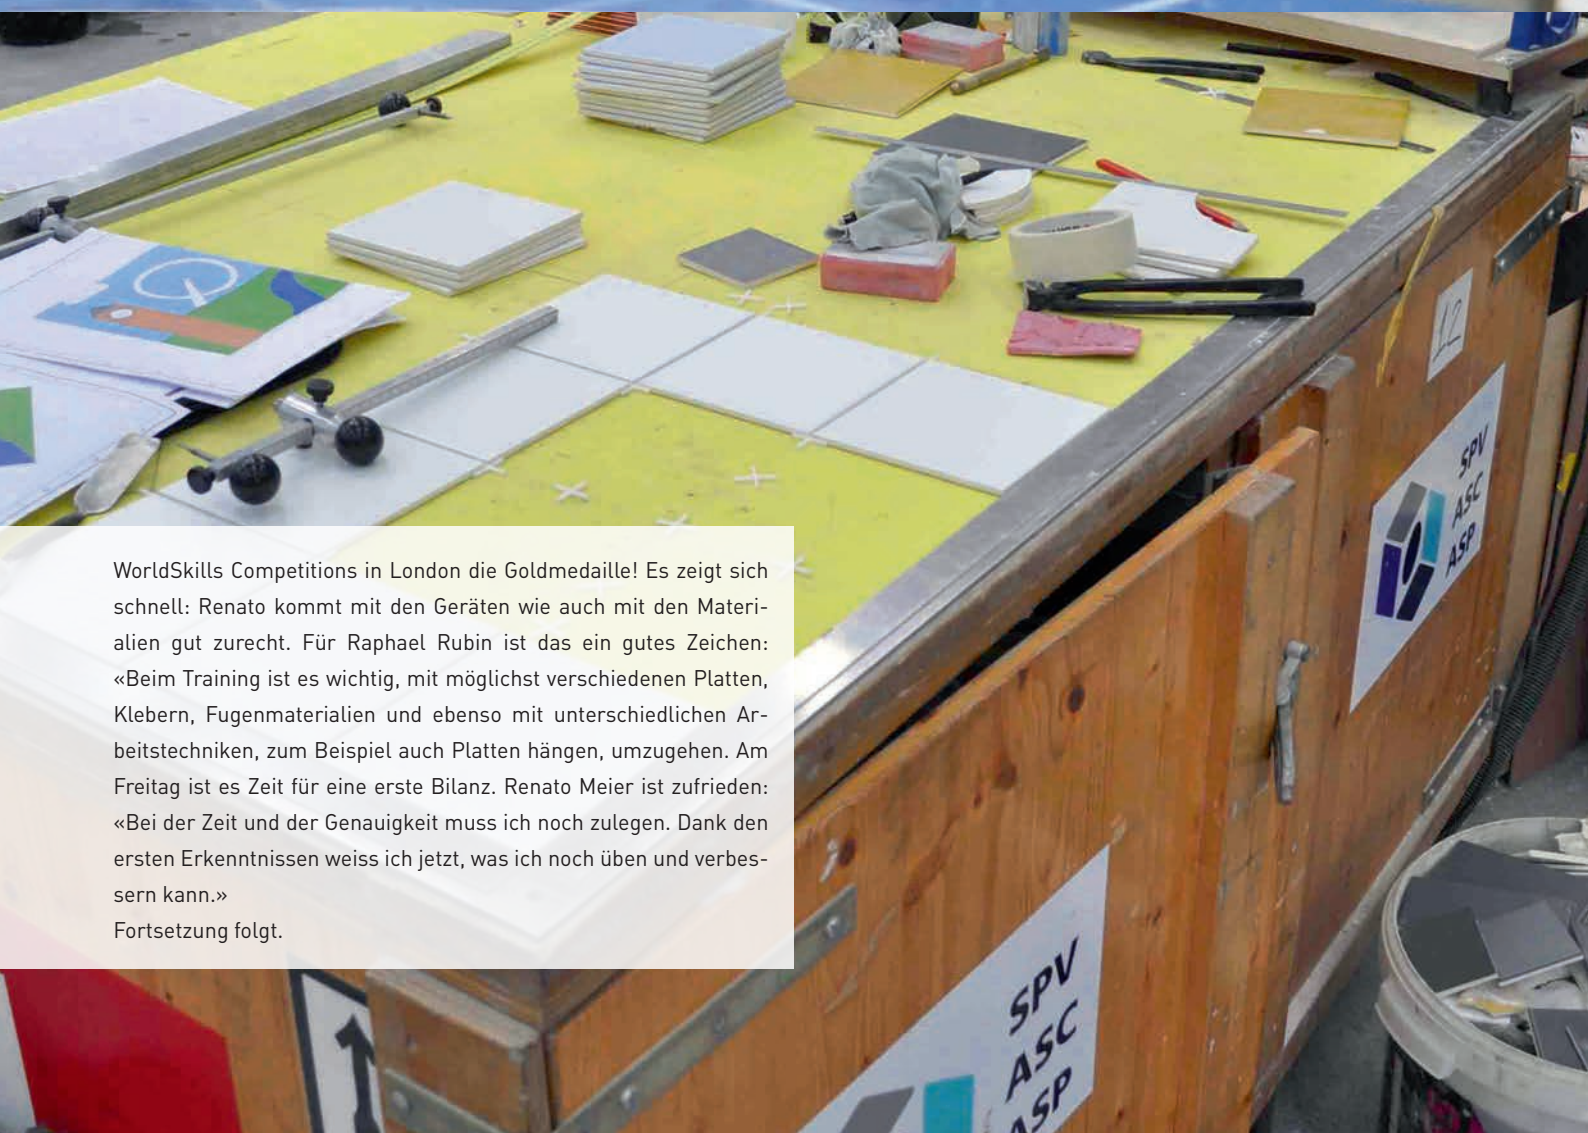 12
SPV
ASC
ASP
WorldSkills Competitions in London die Goldmedaille! Es zeigt sich
schnell: Renato kommt mit den Geräten wie auch mit den Materi-
alien gut zurecht. Für Raphael Rubin ist das ein gutes Zeichen:
«Beim Training ist es wichtig, mit möglichst verschiedenen Platten,
Klebern, Fugenmaterialien und ebenso mit unterschiedlichen Ar-
beitstechniken, zum Beispiel auch Platten hängen, umzugehen. Am
Freitag ist es Zeit für eine erste Bilanz. Renato Meier ist zufrieden:
«Bei der Zeit und der Genauigkeit muss ich noch zulegen. Dank den
ersten Erkenntnissen weiss ich jetzt, was ich noch üben und verbes-
sern kann.»
Fortsetzung folgt.
SPV
ASC
ASP